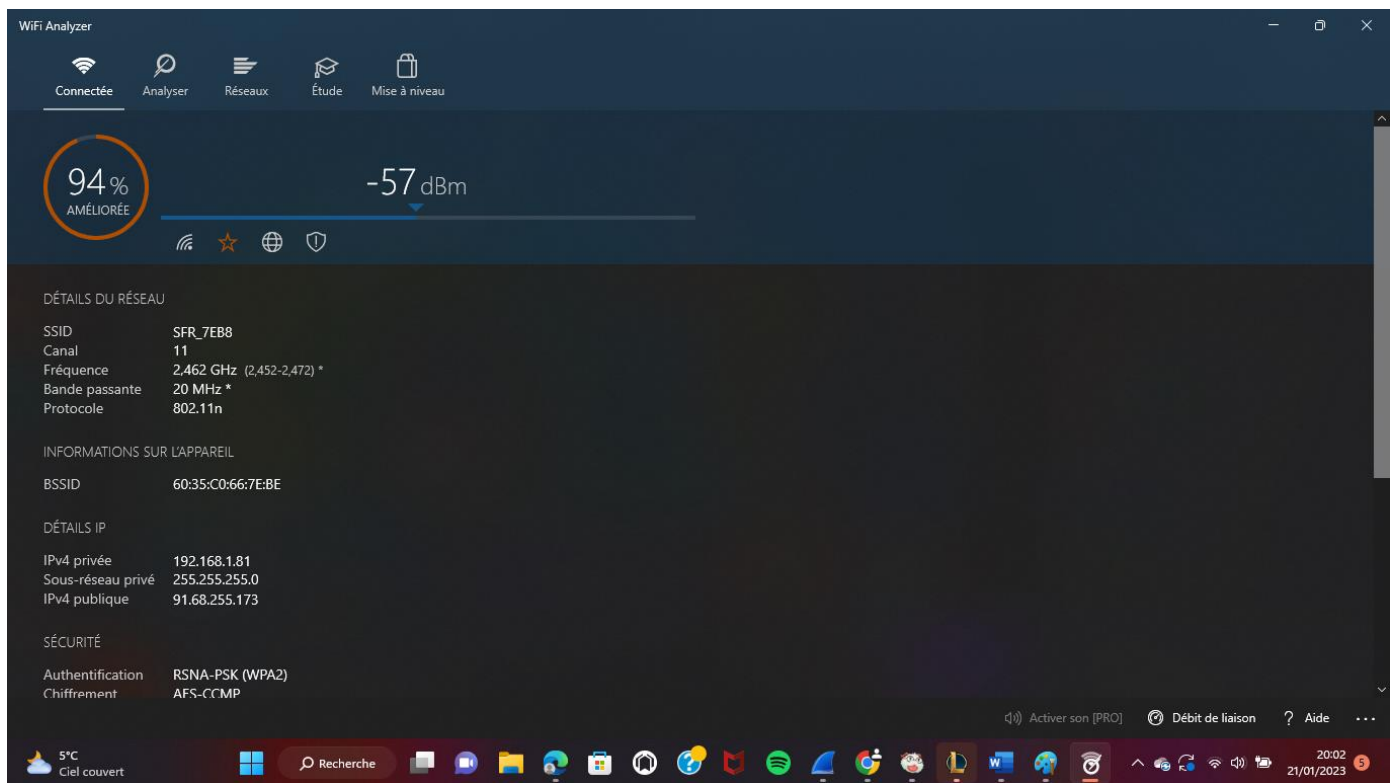 WiFi Analyzer
Connectée Analyser Réseaux Étude Mise à niveau
94 %
AMÉLIORÉE
-57 dBm
DÉTAILS DU RÉSEAU
SSID SFR_7EB8
Canal 11
Fréquence 2,462 GHz (2,452-2,472) *
Bande passante 20 MHz *
Protocole 802.11n
INFORMATIONS SUR L'APPAREIL
BSSID 60:35:C0:66:7E:BE
DÉTAILS IP
IPv4 privée 192.168.1.81
Sous-réseau privé 255.255.255.0
IPv4 publique 91.68.255.173
SÉCURITÉ
Authentification RSNA-PSK (WPA2)
Chiffrement AES-CCMP
Activer son [PRO] Débit de liaison ? Aide ...
5°C
Ciel couvert
Recherche
20:02
21/01/2023
5